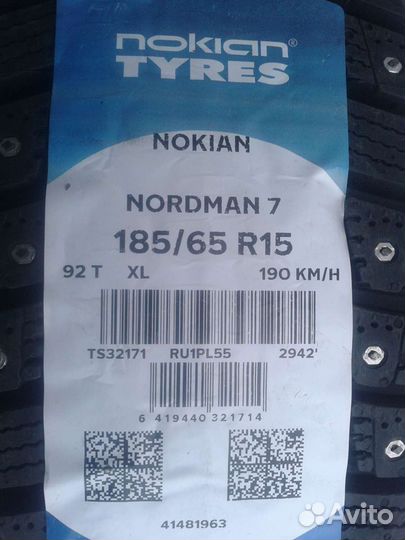 nokian®
TYRES
NOKIAN
NORDMAN 7
185/65 R15
92 T XL 190 KM/H
TS32171 RU1PL55 2942'
6 419440 321714
41481963
Avito